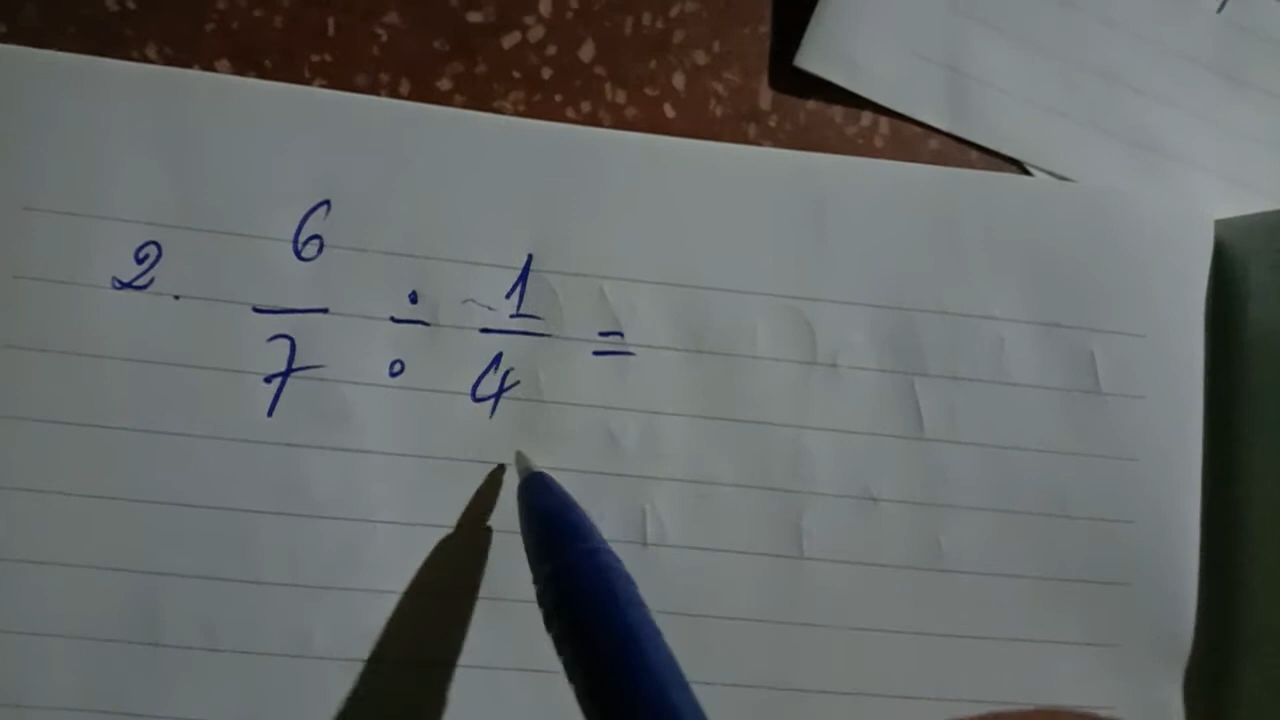 2. 6/7 ÷ 1/4 =